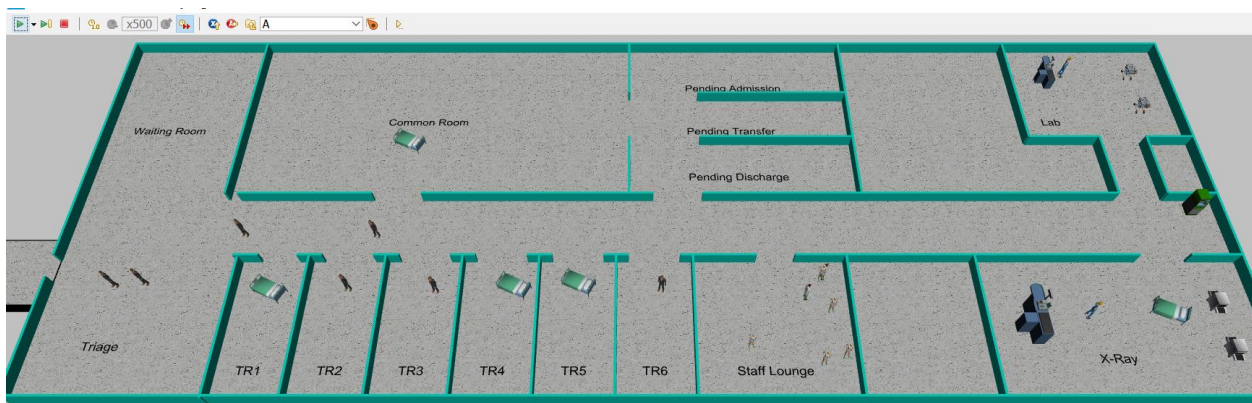 x500
A
Waiting Room
Common Room
Pending Admission
Pending Transfer
Pending Discharge
Lab
Triage
TR1
TR2
TR3
TR4
TR5
TR6
Staff Lounge
X-Ray